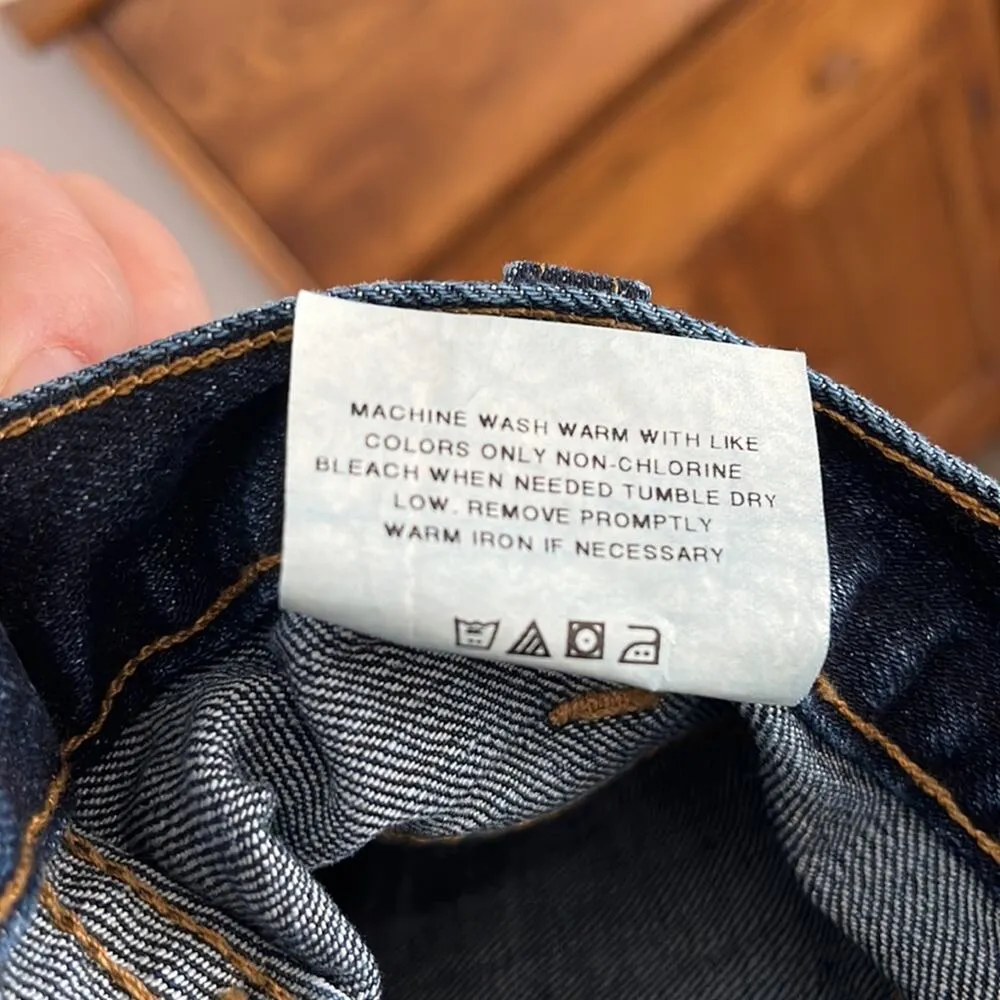 MACHINE WASH WARM WITH LIKE
COLORS ONLY NON-CHLORINE
BLEACH WHEN NEEDED TUMBLE DRY
LOW. REMOVE PROMPTLY
WARM IRON IF NECESSARY